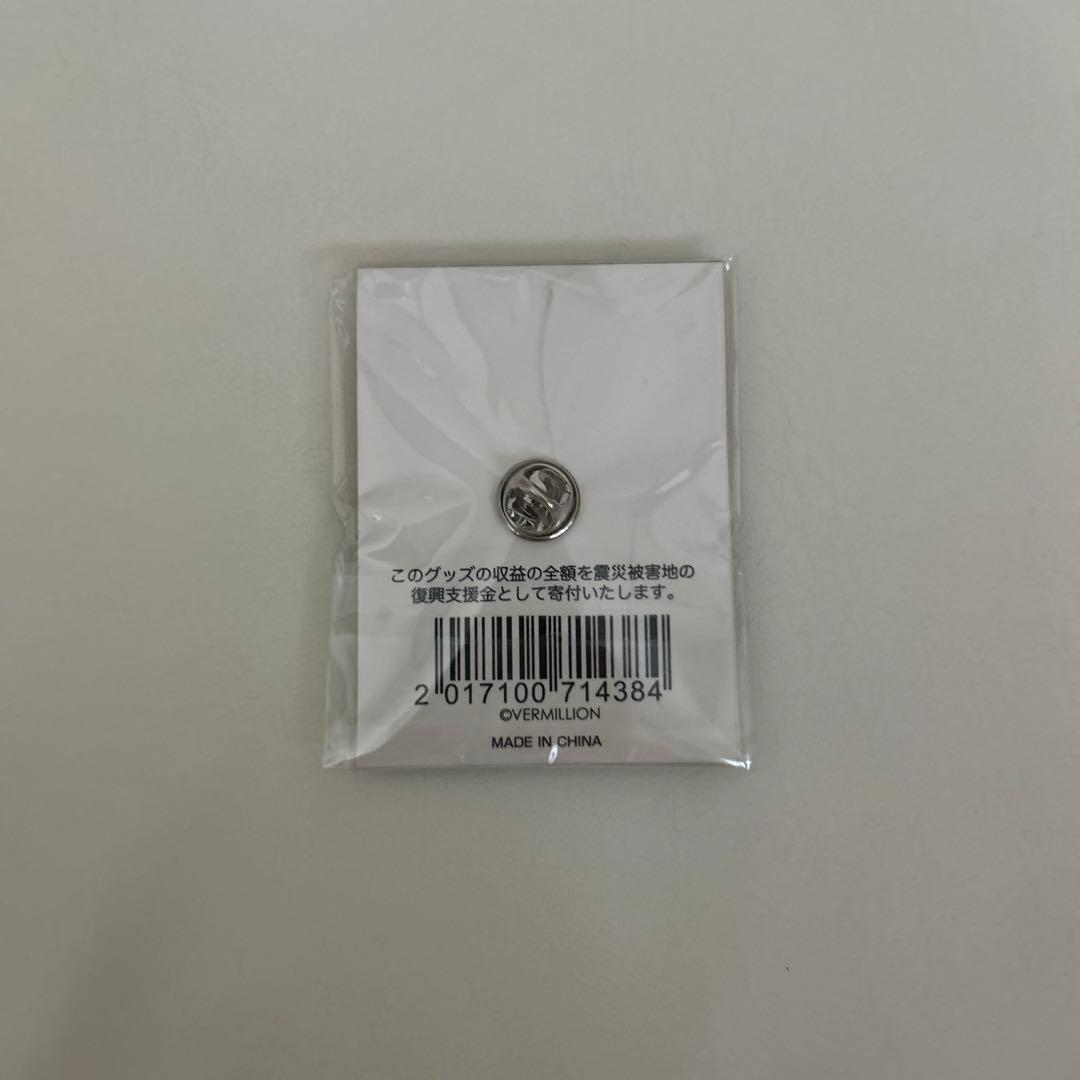 このグッズの収益の全額を震災被害地の
復興支援金として寄付いたします。
2 017100 714384
©VERMILLION
MADE IN CHINA